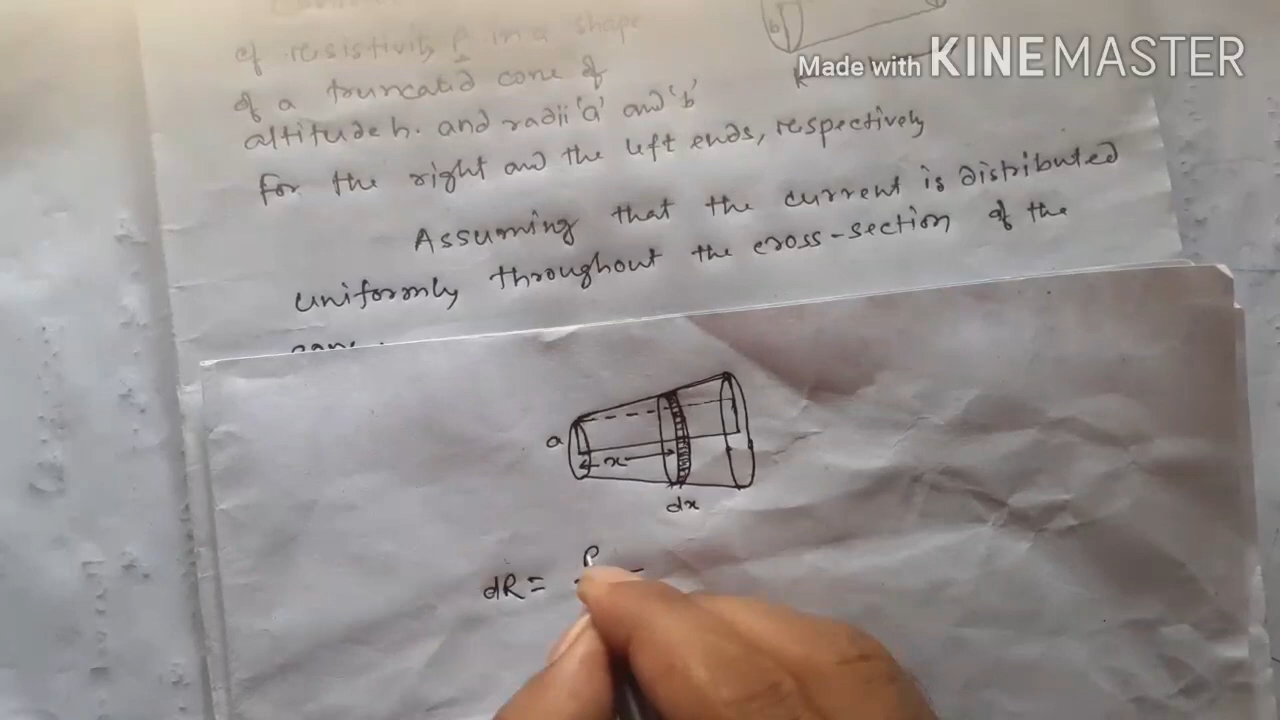 of resistivity ρ in a shape
of a truncated cone of
altitude h. and radii 'a' and 'b'
for the right and the left ends, respectively
Assuming that the current is distributed
uniformly throughout the cross-section of the
b
Made with KINEMASTER
a
x
dx
dR = ρ